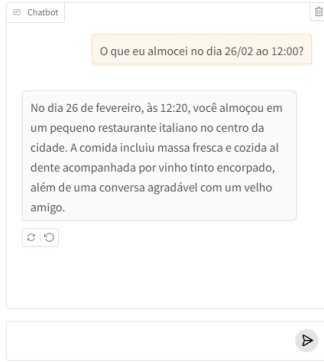 Chatbot
O que eu almocei no dia 26/02 ao 12:00?
No dia 26 de fevereiro, às 12:20, você almoçou em
um pequeno restaurante italiano no centro da
cidade. A comida incluiu massa fresca e cozida al
dente acompanhada por vinho tinto encorpado,
além de uma conversa agradável com um velho
amigo.